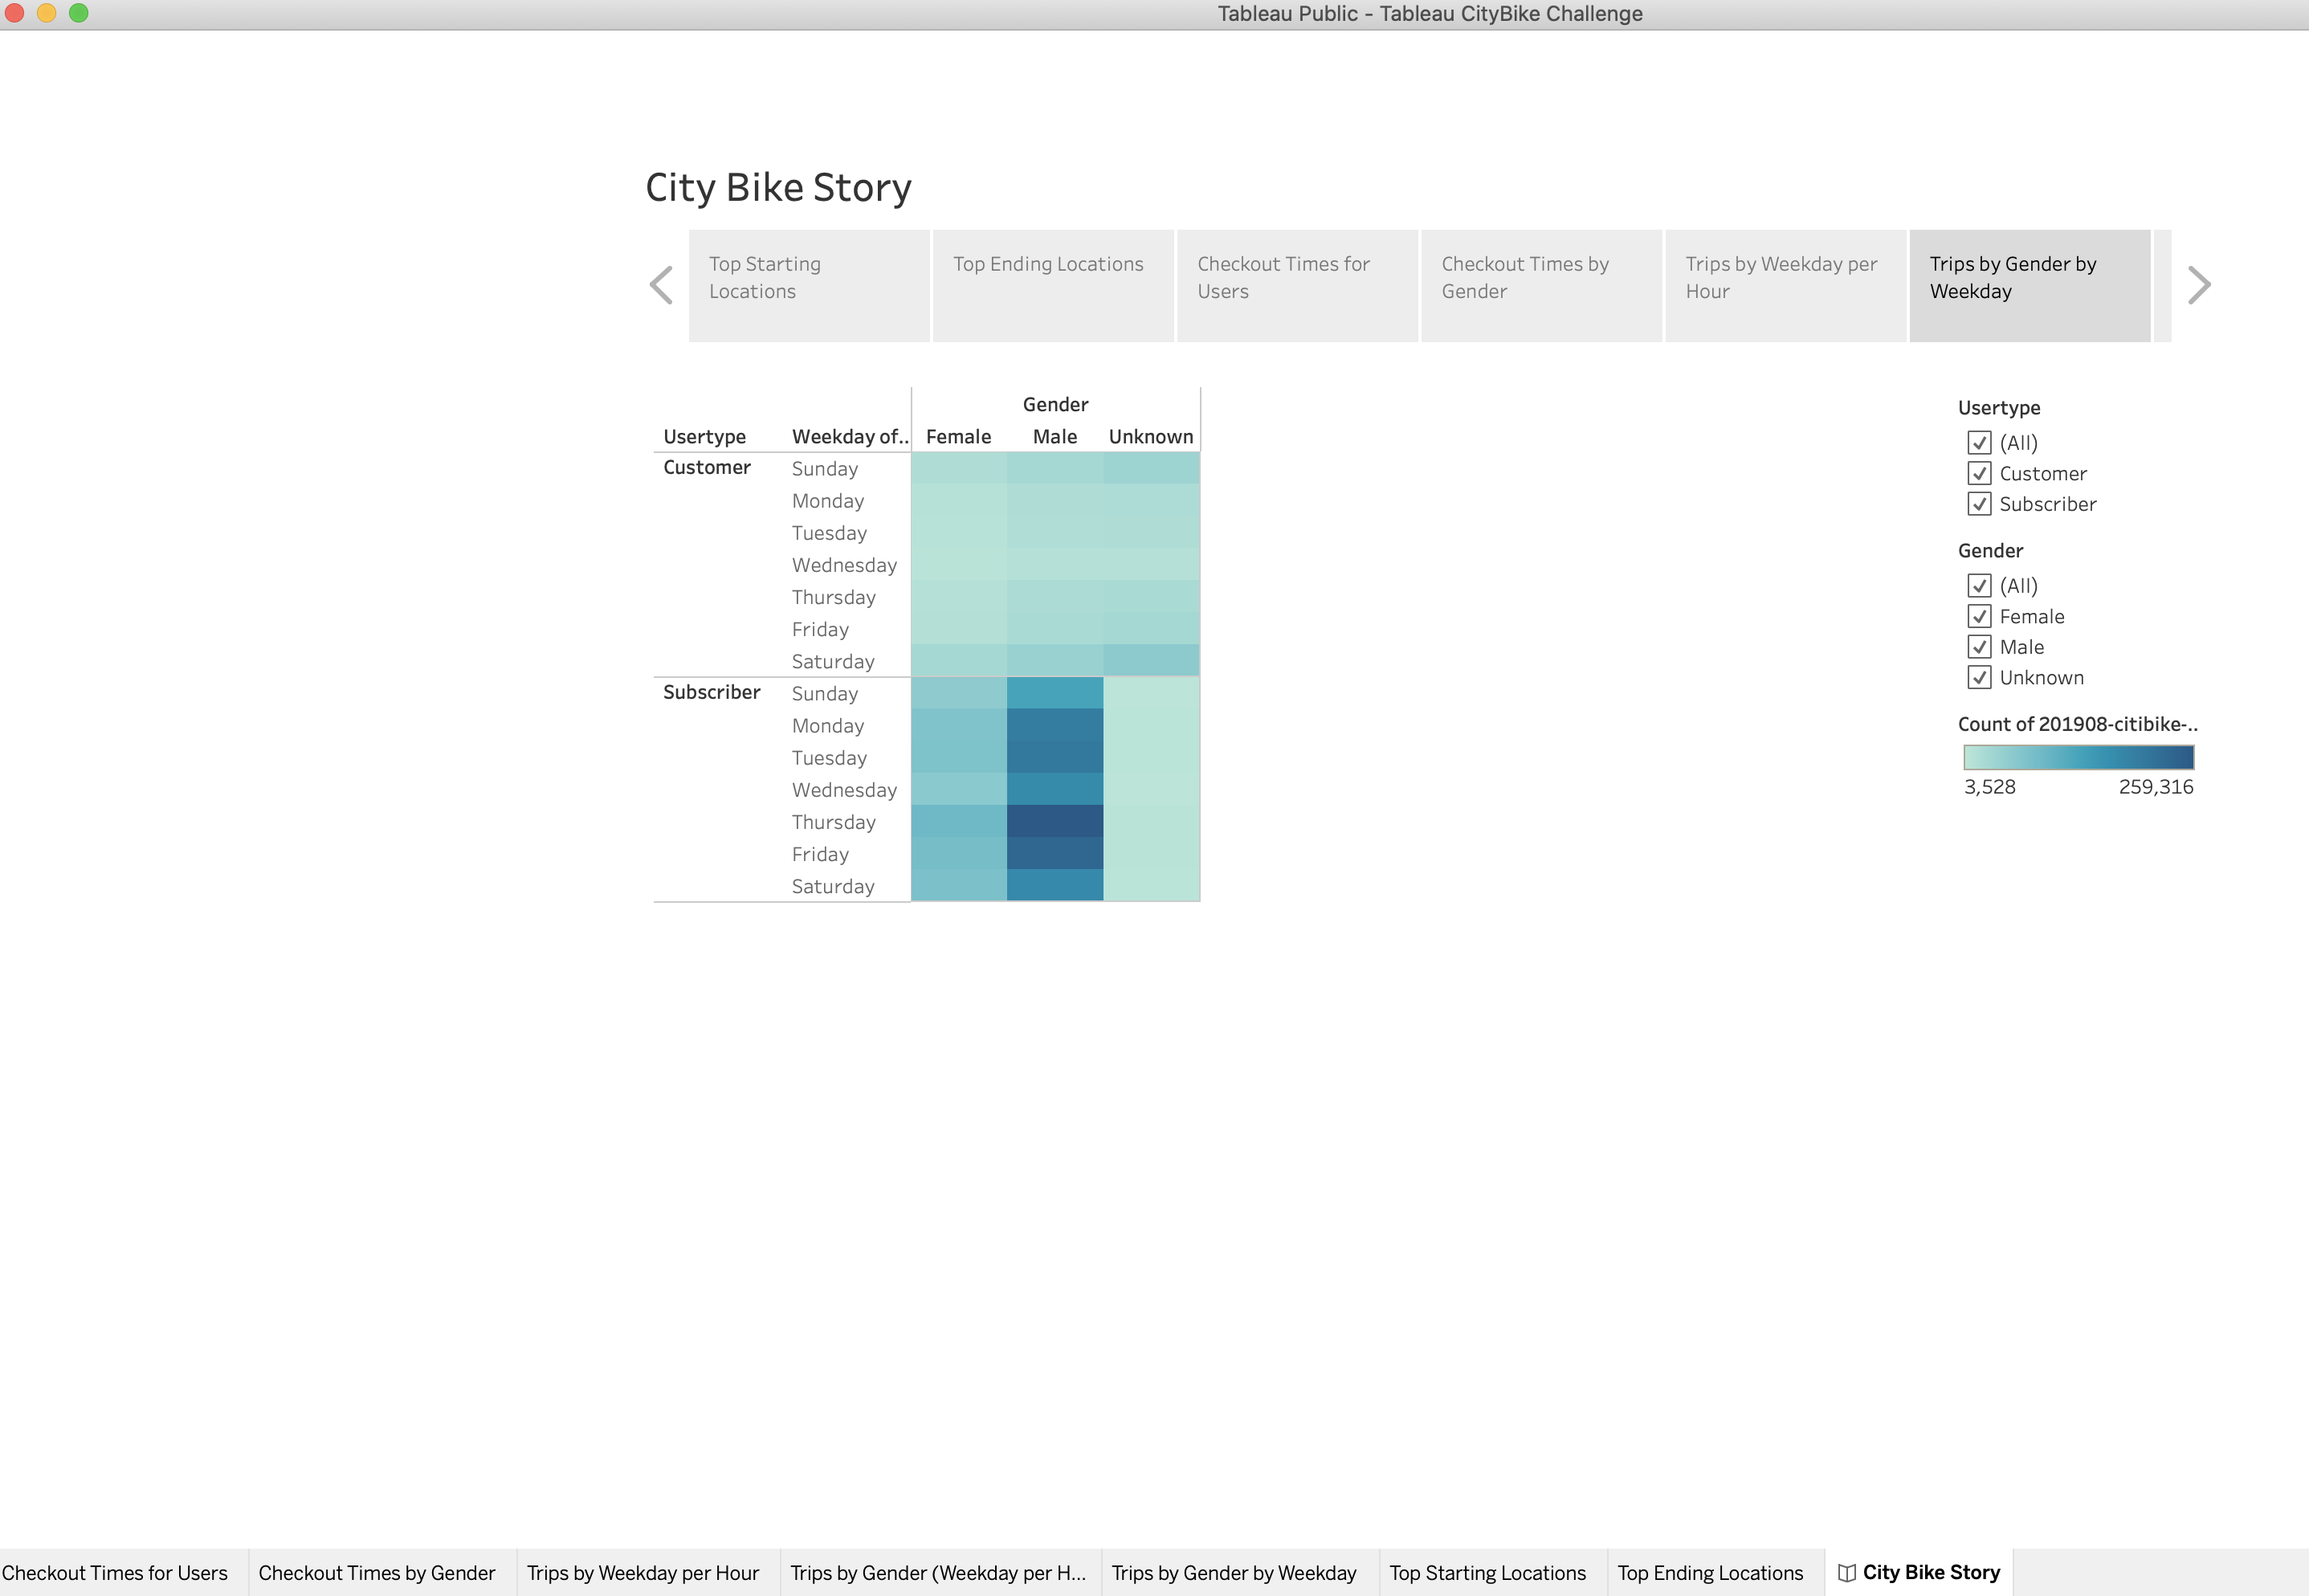 Tableau Public - Tableau CityBike Challenge
City Bike Story
Top Starting
Locations
Top Ending Locations
Checkout Times for
Users
Checkout Times by
Gender
Trips by Weekday per
Hour
Trips by Gender by
Weekday
Gender
Usertype Weekday of.. Female Male Unknown
Customer Sunday
Monday
Tuesday
Wednesday
Thursday
Friday
Saturday
Subscriber Sunday
Monday
Tuesday
Wednesday
Thursday
Friday
Saturday
Usertype
(All)
Customer
Subscriber
Gender
(All)
Female
Male
Unknown
Count of 201908-citibike-..
3,528 259,316
Checkout Times for Users Checkout Times by Gender Trips by Weekday per Hour Trips by Gender (Weekday per H... Trips by Gender by Weekday Top Starting Locations Top Ending Locations City Bike Story